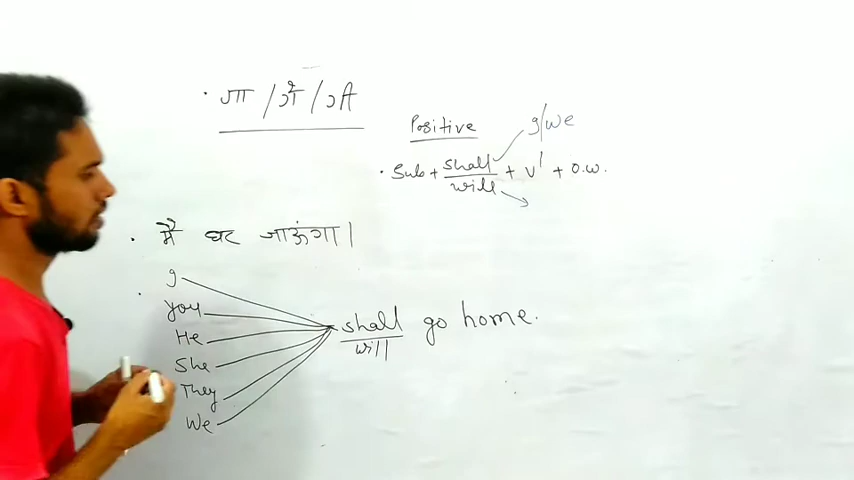 · गा / गे / गी
Positive
I/we
· Sub + shall/will + V¹ + O.W.
· मैं घर जाऊंगा।
I
you
He
She
They
We
shall/will go home.